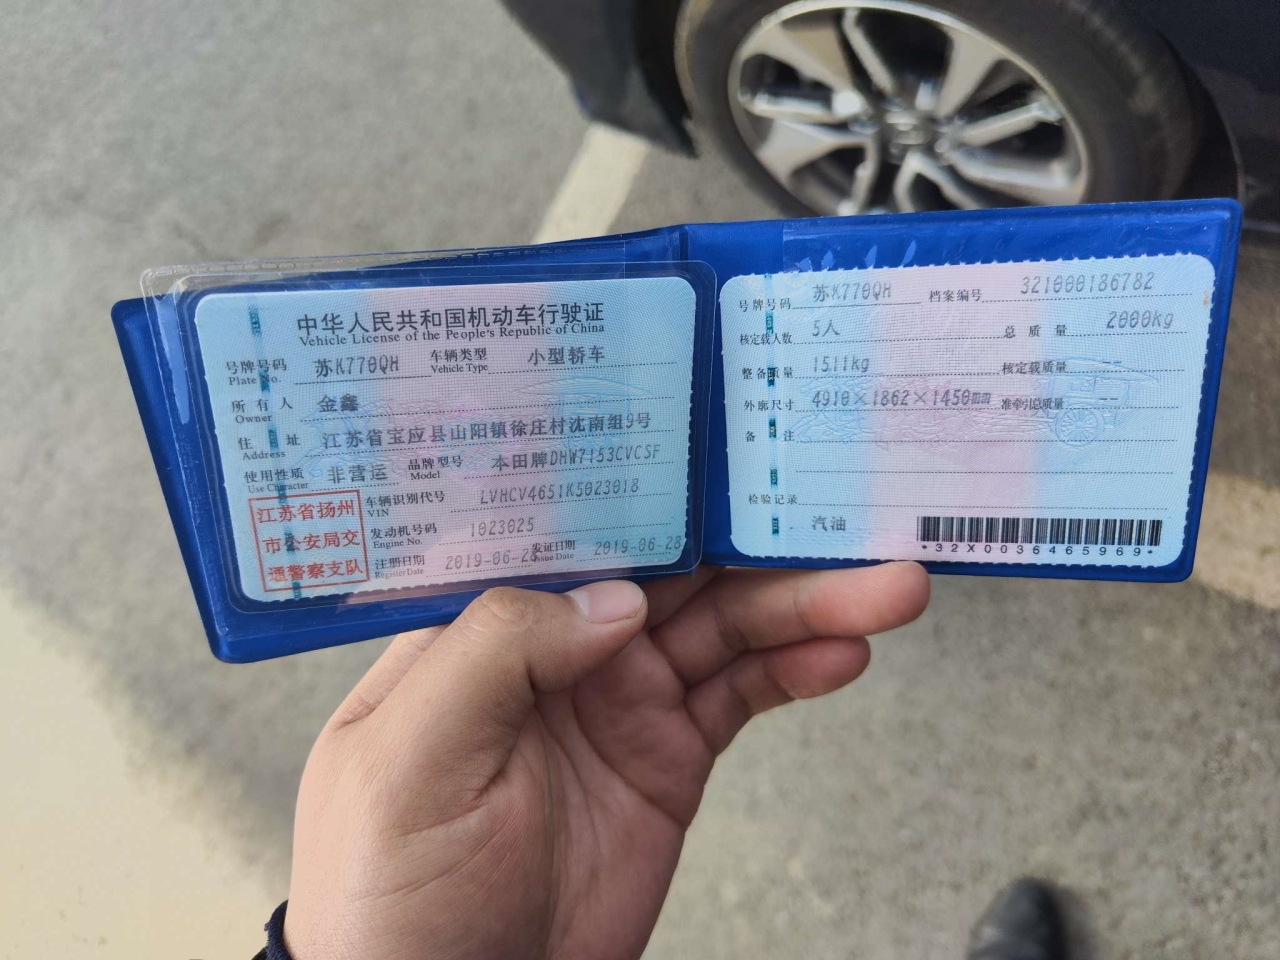 中华人民共和国机动车行驶证
Vehicle License of the People's Republic of China
号牌号码 苏K770QH 车辆类型 小型轿车
Plate No. Vehicle Type
所有人 金鑫
Owner
住址 江苏省宝应县山阳镇徐庄村沈南组9号
Address
使用性质 非营运 品牌型号 本田牌DHW7153CVCSF
Use Character Model
江苏省扬州
市公安局交
通警察支队
车辆识别代号 LVHCV4651K5023018
VIN
发动机号码 1023025
Engine No.
注册日期 2019-06-28 发证日期 2019-06-28
Register Date Issue Date
号牌号码 苏K770QH 档案编号 321000186782
核定载人数 5人 总质量 2000kg
整备质量 1511kg 核定载质量 --
外廓尺寸 4910×1862×1450mm 准牵引总质量 --
备注
检验记录
汽油
*32X0036465969*